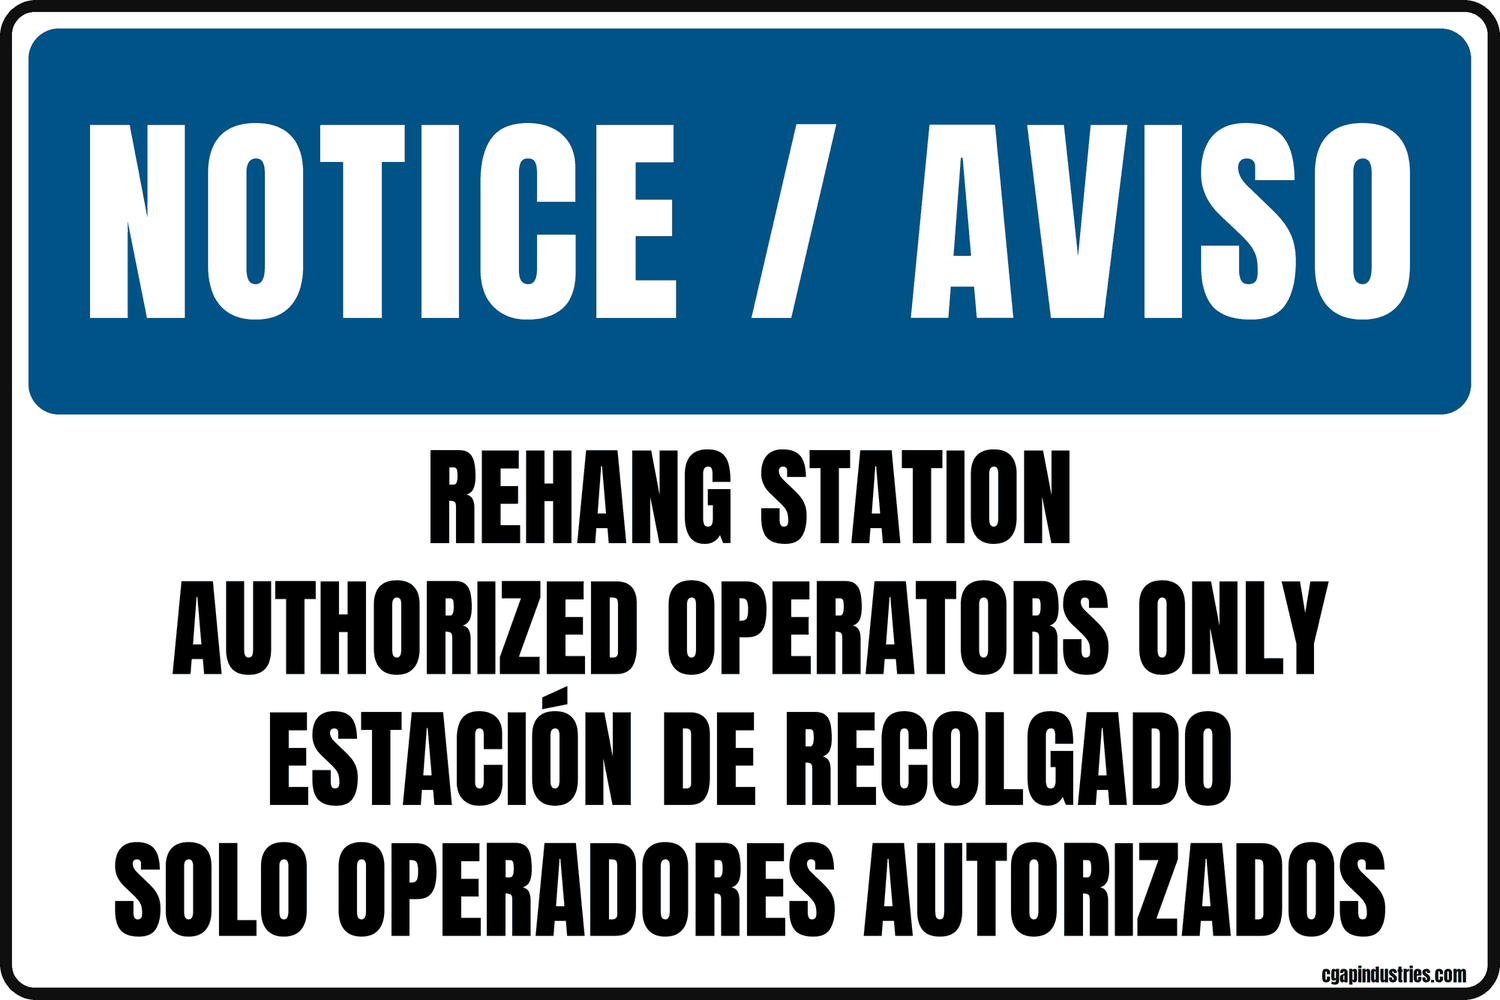 NOTICE / AVISO
REHANG STATION
AUTHORIZED OPERATORS ONLY
ESTACIÓN DE RECOLGADO
SOLO OPERADORES AUTORIZADOS
cgapindustries.com